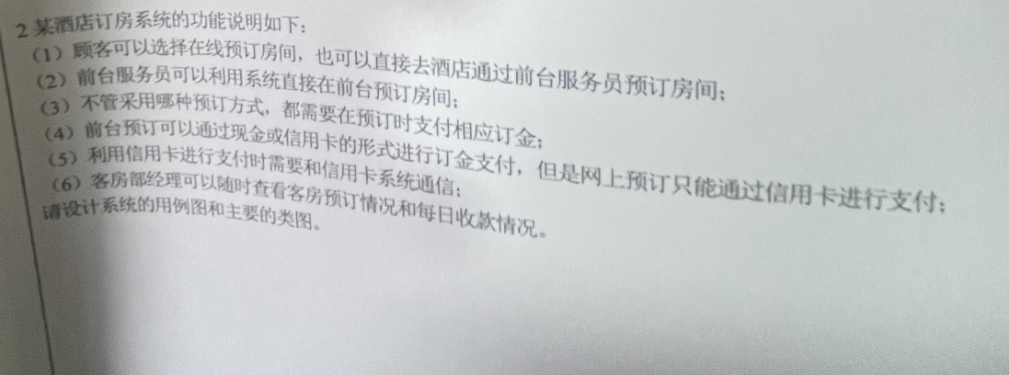 2 某酒店订房系统的功能说明如下：
（1）顾客可以选择在线预订房间，也可以直接去酒店通过前台服务员预订房间；
（2）前台服务员可以利用系统直接在前台预订房间；
（3）不管采用哪种预订方式，都需要在预订时支付相应订金；
（4）前台预订可以通过现金或信用卡的形式进行订金支付，但是网上预订只能通过信用卡进行支付；
（5）利用信用卡进行支付时需要和信用卡系统通信；
（6）客房部经理可以随时查看客房预订情况和每日收款情况。
请设计系统的用例图和主要的类图。